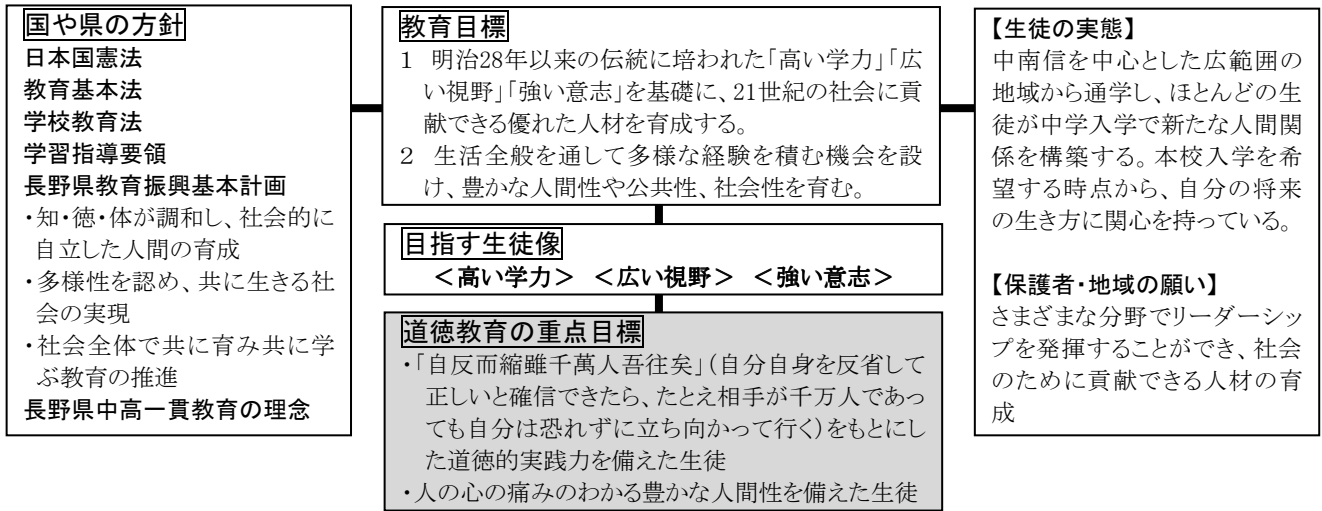 国や県の方針
日本国憲法
教育基本法
学校教育法
学習指導要領
長野県教育振興基本計画
・知・徳・体が調和し、社会的に
自立した人間の育成
・多様性を認め、共に生きる社
会の実現
・社会全体で共に育み共に学
ぶ教育の推進
長野県中高一貫教育の理念
教育目標
1 明治28年以来の伝統に培われた「高い学力」「広
い視野」「強い意志」を基礎に、21世紀の社会に貢
献できる優れた人材を育成する。
2 生活全般を通して多様な経験を積む機会を設
け、豊かな人間性や公共性、社会性を育む。
目指す生徒像
＜高い学力＞ ＜広い視野＞ ＜強い意志＞
道徳教育の重点目標
・「自反而縮雖千萬人吾往矣」(自分自身を反省して
正しいと確信できたら、たとえ相手が千万人であっ
ても自分は恐れずに立ち向かって行く)をもとにし
た道徳的実践力を備えた生徒
・人の心の痛みのわかる豊かな人間性を備えた生徒
【生徒の実態】
中南信を中心とした広範囲の
地域から通学し、ほとんどの生
徒が中学入学で新たな人間関
係を構築する。本校入学を希
望する時点から、自分の将来
の生き方に関心を持っている。
【保護者・地域の願い】
さまざまな分野でリーダーシッ
プを発揮することができ、社会
のために貢献できる人材の育
成